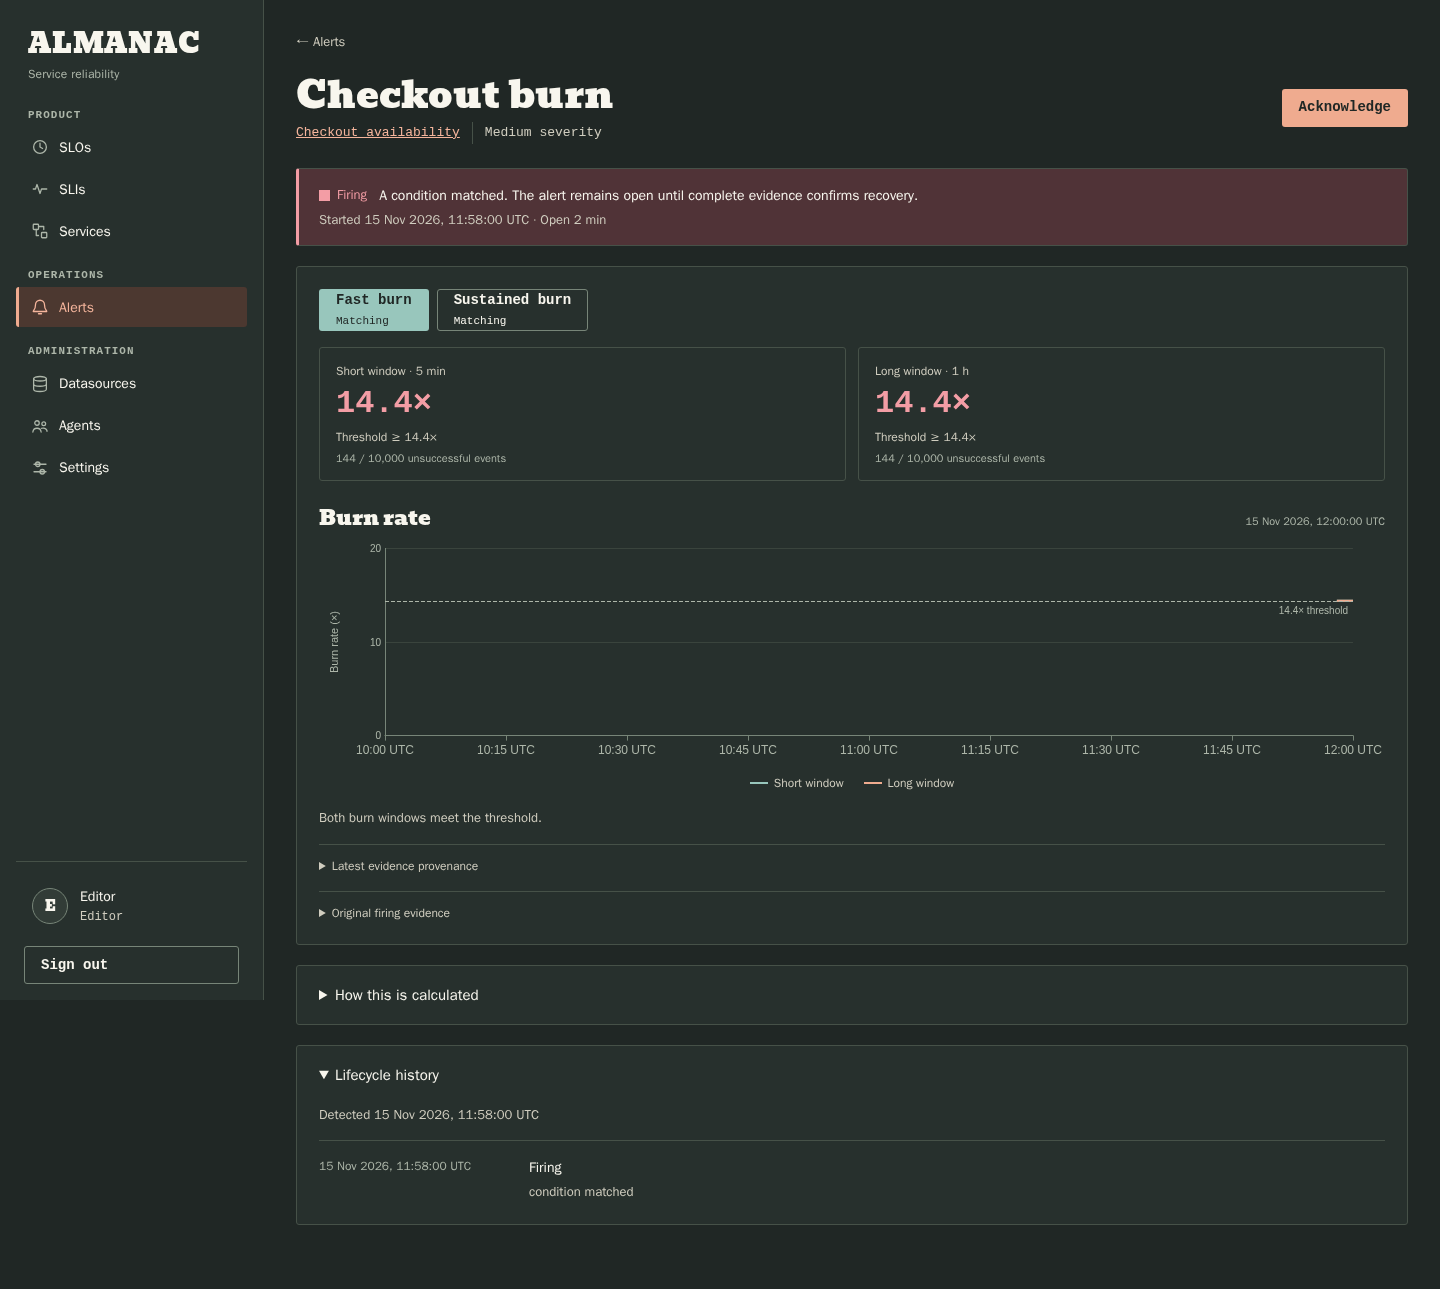 ALMANAC
Service reliability
PRODUCT
SLOs
SLIs
Services
OPERATIONS
Alerts
ADMINISTRATION
Datasources
Agents
Settings
E
Editor
Editor
Sign out
← Alerts
Checkout burn
Checkout availability
Medium severity
Acknowledge
Firing A condition matched. The alert remains open until complete evidence confirms recovery.
Started 15 Nov 2026, 11:58:00 UTC · Open 2 min
Fast burn
Matching
Sustained burn
Matching
Short window · 5 min
14.4×
Threshold ≥ 14.4×
144 / 10,000 unsuccessful events
Long window · 1 h
14.4×
Threshold ≥ 14.4×
144 / 10,000 unsuccessful events
Burn rate
15 Nov 2026, 12:00:00 UTC
Burn rate (×)
20
10
0
14.4× threshold
10:00 UTC 10:15 UTC 10:30 UTC 10:45 UTC 11:00 UTC 11:15 UTC 11:30 UTC 11:45 UTC 12:00 UTC
Short window Long window
Both burn windows meet the threshold.
Latest evidence provenance
Original firing evidence
How this is calculated
Lifecycle history
Detected 15 Nov 2026, 11:58:00 UTC
15 Nov 2026, 11:58:00 UTC
Firing
condition matched